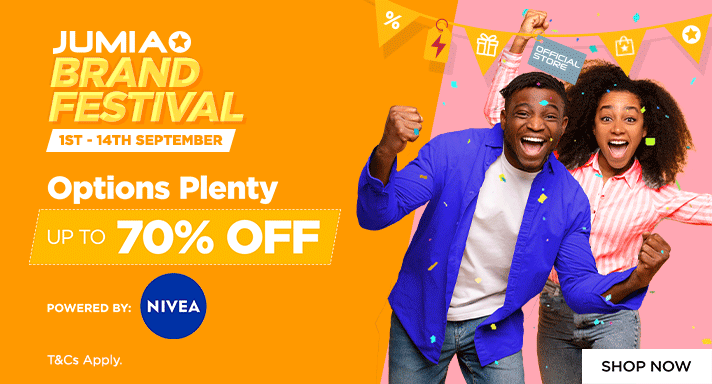 JUMIA
BRAND
FESTIVAL
1ST - 14TH SEPTEMBER
Options Plenty
UP TO 70% OFF
POWERED BY: NIVEA
T&Cs Apply.
%
OFFICIAL
STORE
SHOP NOW